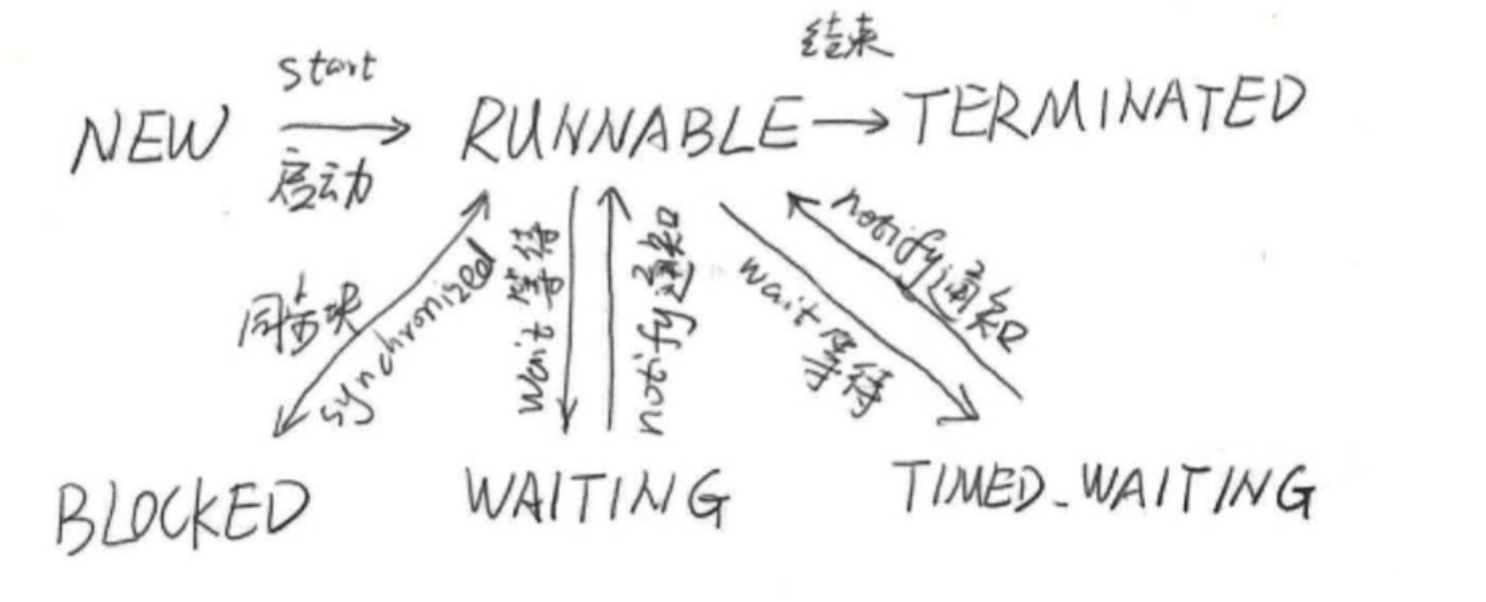 结束
start
NEW → RUNNABLE → TERMINATED
启动
同步块
synchronized
wait 等待
notify 通知
wait 等待
notify 通知
BLOCKED WAITING TIMED_WAITING